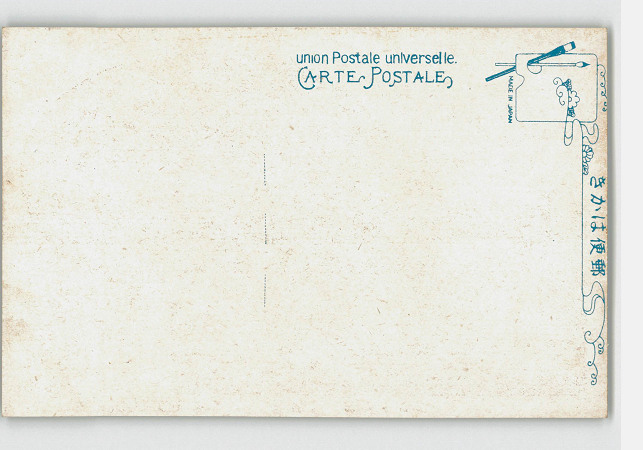 union Postale universelle.
CARTE POSTALE
MADE IN JAPAN
郵便はかき